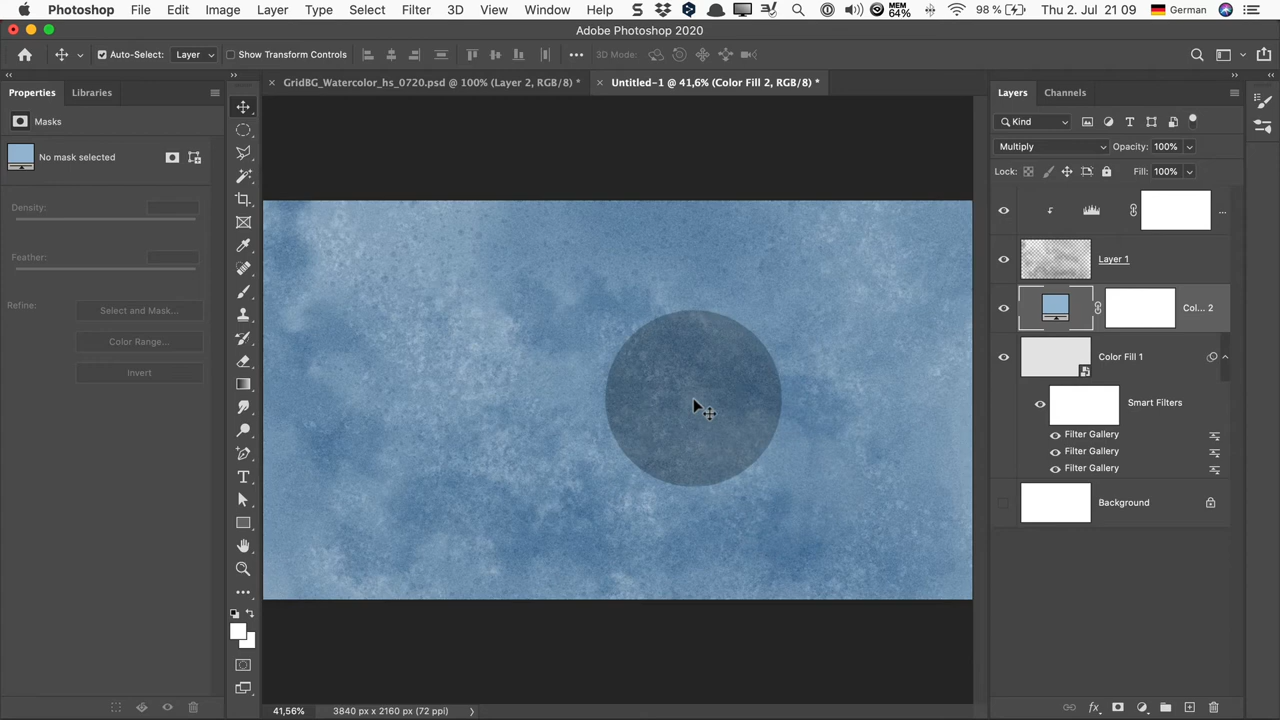 Photoshop File Edit Image Layer Type Select Filter 3D View Window Help MEM 64% 98 % Thu 2. Jul 21 09 German
Adobe Photoshop 2020
Auto-Select: Layer Show Transform Controls 3D Mode:
Properties Libraries
GridBG_Watercolor_hs_0720.psd @ 100% (Layer 2, RGB/8) *
Untitled-1 @ 41,6% (Color Fill 2, RGB/8) *
Layers Channels
Masks
No mask selected
Density:
Feather:
Refine: Select and Mask...
Color Range...
Invert
Kind
Multiply Opacity: 100%
Lock: Fill: 100%
Layer 1
Col... 2
Color Fill 1
Smart Filters
Filter Gallery
Filter Gallery
Filter Gallery
Background
41,56% 3840 px x 2160 px (72 ppi)